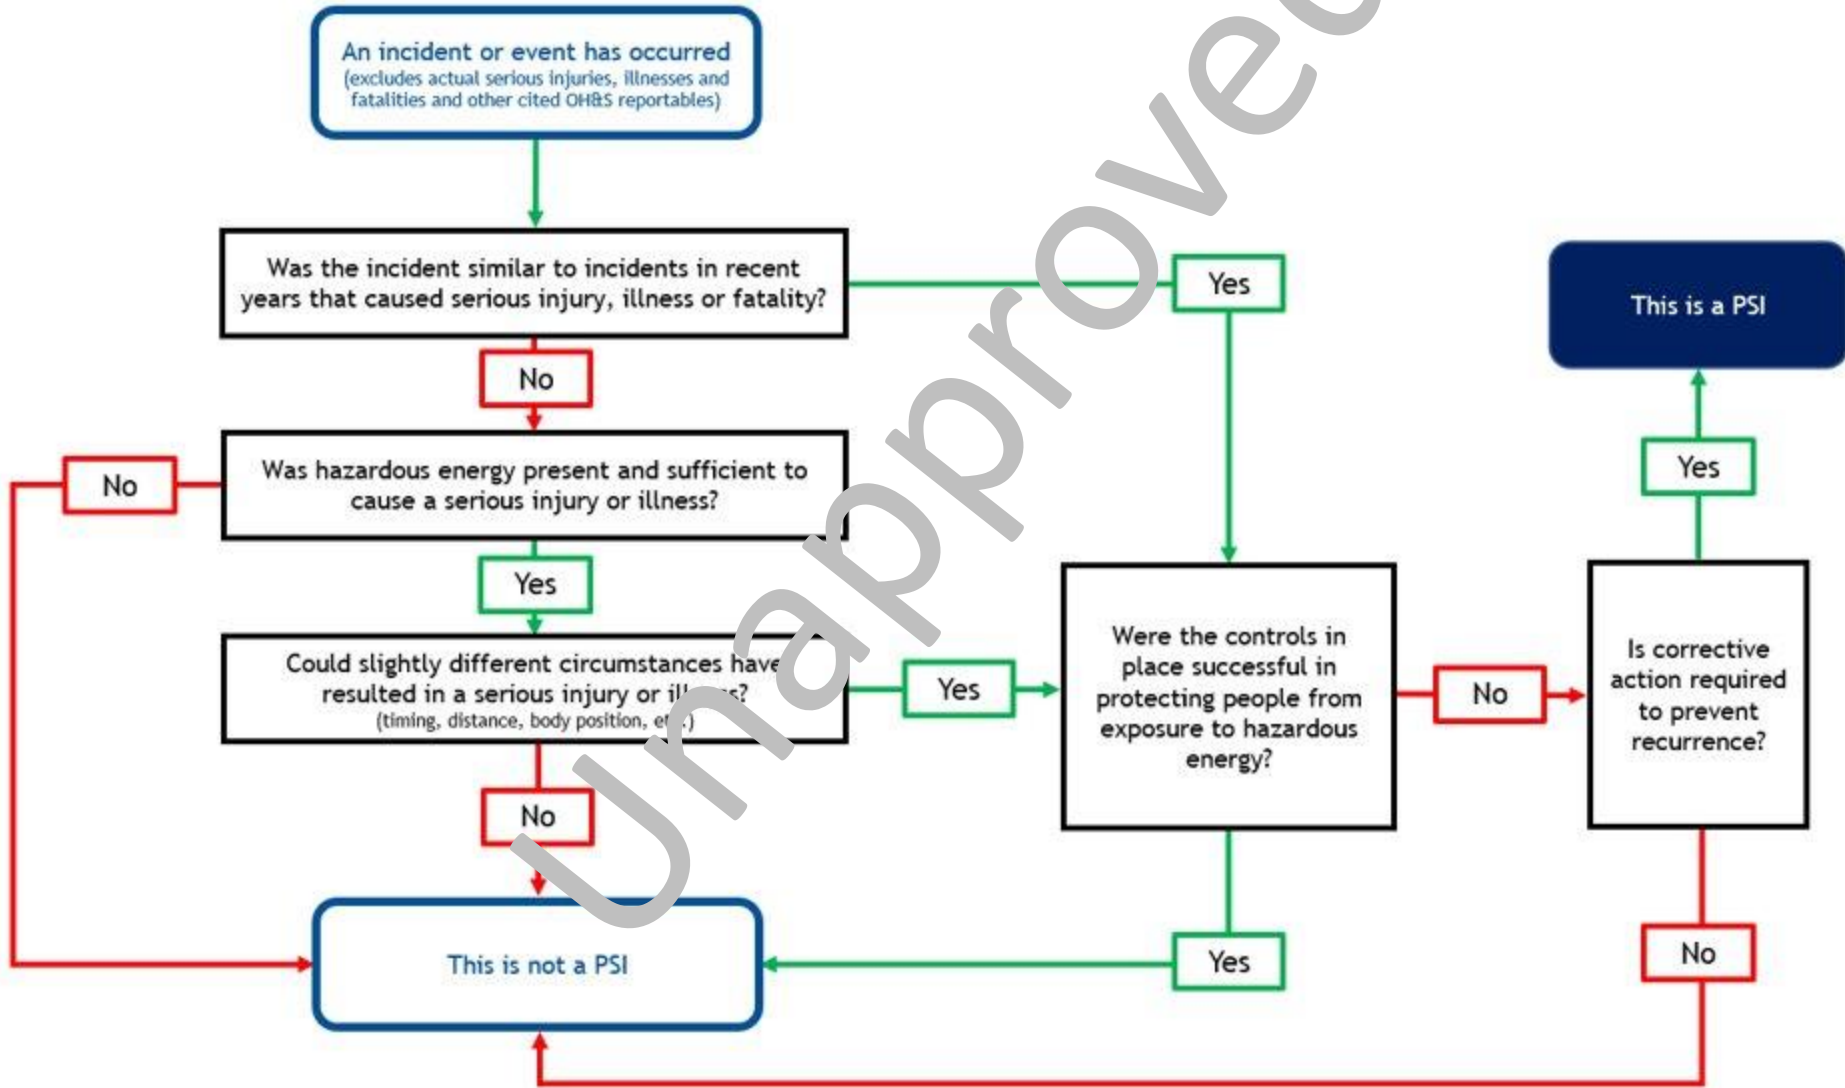 An incident or event has occurred
(excludes actual serious injuries, illnesses and
fatalities and other cited OH&S reportables)
Was the incident similar to incidents in recent
years that caused serious injury, illness or fatality?
Yes
This is a PSI
No
Was hazardous energy present and sufficient to
cause a serious injury or illness?
No
Yes
Yes
Could slightly different circumstances have
resulted in a serious injury or illness?
(timing, distance, body position, etc.)
Yes
Were the controls in
place successful in
protecting people from
exposure to hazardous
energy?
No
Is corrective
action required
to prevent
recurrence?
No
This is not a PSI
Yes
No
Unapproved